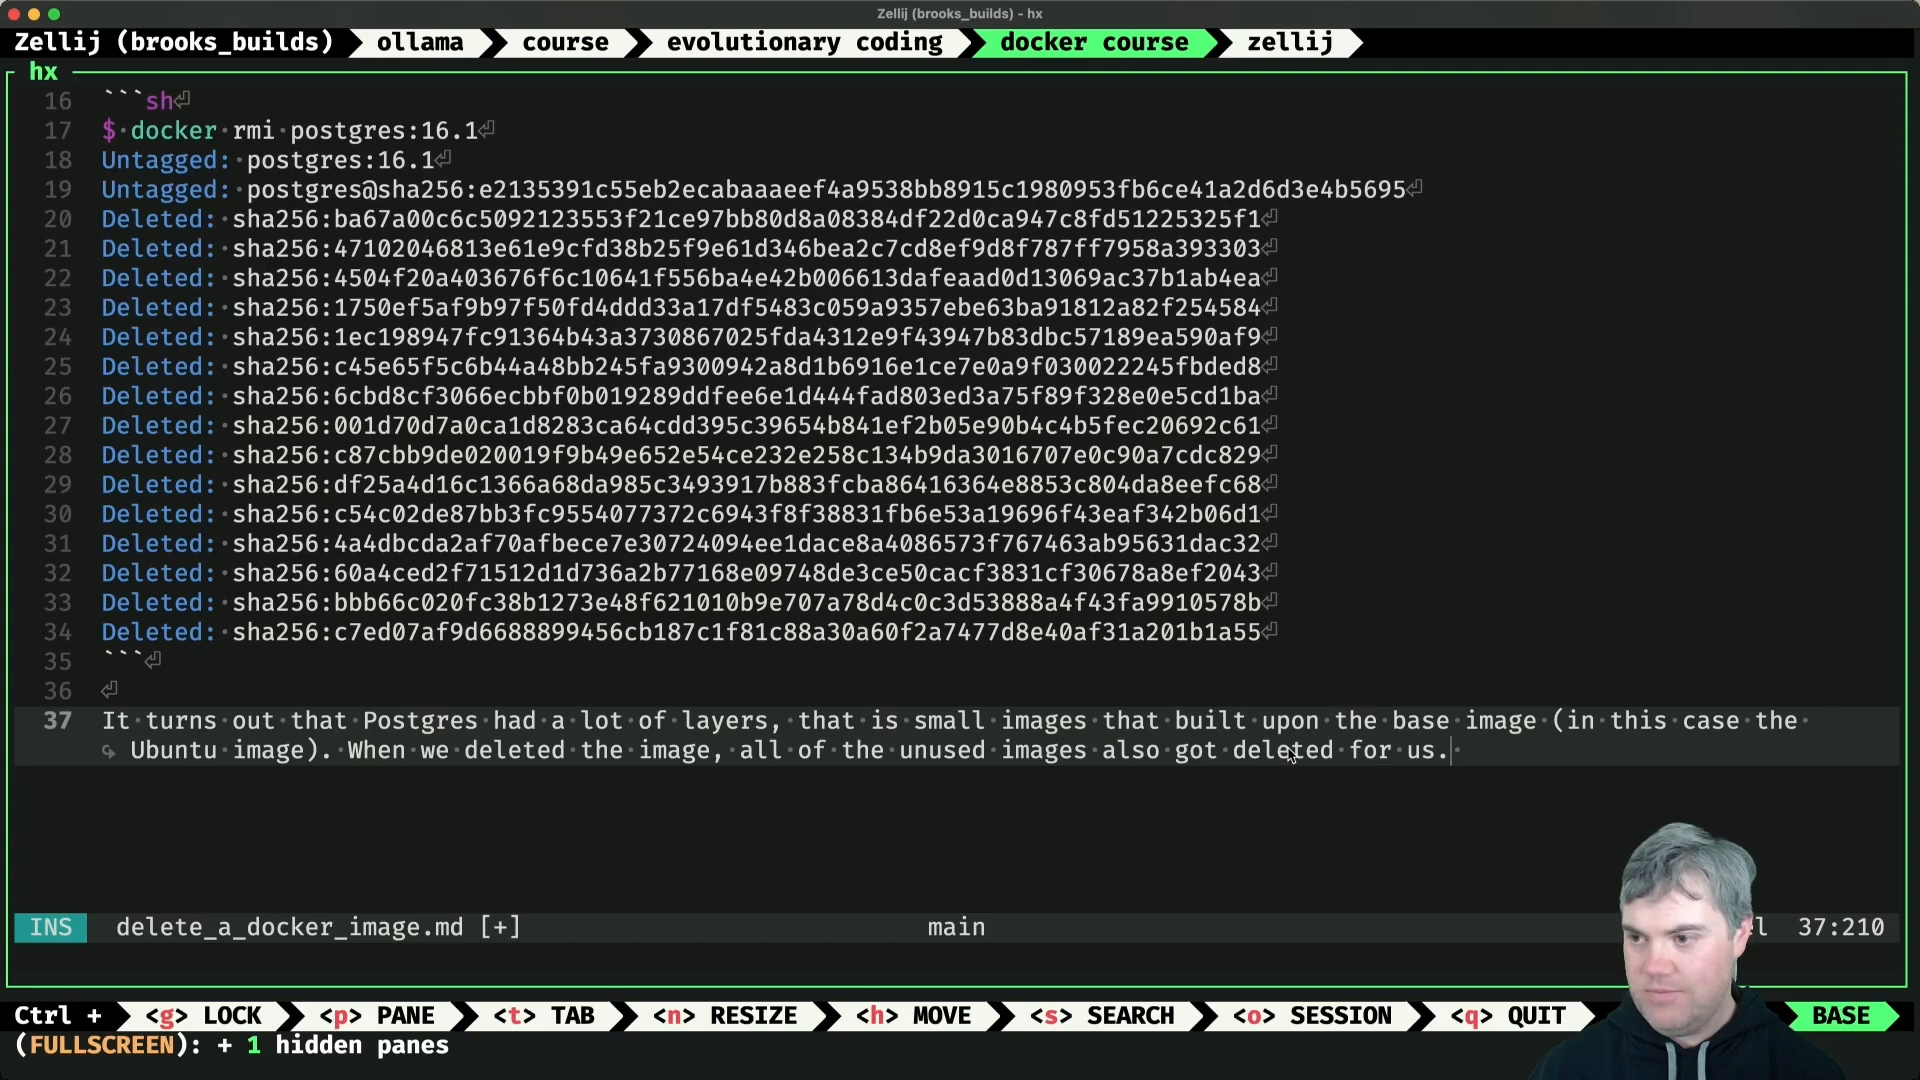 Zellij (brooks_builds) - hx
Zellij (brooks_builds) ollama course evolutionary coding docker course zellij
hx
16 ```sh
17 $ docker rmi postgres:16.1
18 Untagged: postgres:16.1
19 Untagged: postgres@sha256:e2135391c55eb2ecabaaaeef4a9538bb8915c1980953fb6ce41a2d6d3e4b5695
20 Deleted: sha256:ba67a00c6c5092123553f21ce97bb80d8a08384df22d0ca947c8fd51225325f1
21 Deleted: sha256:47102046813e61e9cfd38b25f9e61d346bea2c7cd8ef9d8f787ff7958a393303
22 Deleted: sha256:4504f20a403676f6c10641f556ba4e42b006613dafeaad0d13069ac37b1ab4ea
23 Deleted: sha256:1750ef5af9b97f50fd4ddd33a17df5483c059a9357ebe63ba91812a82f254584
24 Deleted: sha256:1ec198947fc91364b43a3730867025fda4312e9f43947b83dbc57189ea590af9
25 Deleted: sha256:c45e65f5c6b44a48bb245fa9300942a8d1b6916e1ce7e0a9f030022245fbded8
26 Deleted: sha256:6cbd8cf3066ecbbf0b019289ddfee6e1d444fad803ed3a75f89f328e0e5cd1ba
27 Deleted: sha256:001d70d7a0ca1d8283ca64cdd395c39654b841ef2b05e90b4c4b5fec20692c61
28 Deleted: sha256:c87cbb9de020019f9b49e652e54ce232e258c134b9da3016707e0c90a7cdc829
29 Deleted: sha256:df25a4d16c1366a68da985c3493917b883fcba86416364e8853c804da8eefc68
30 Deleted: sha256:c54c02de87bb3fc9554077372c6943f8f38831fb6e53a19696f43eaf342b06d1
31 Deleted: sha256:4a4dbcda2af70afbece7e30724094ee1dace8a4086573f767463ab95631dac32
32 Deleted: sha256:60a4ced2f71512d1d736a2b77168e09748de3ce50cacf3831cf30678a8ef2043
33 Deleted: sha256:bbb66c020fc38b1273e48f621010b9e707a78d4c0c3d53888a4f43fa9910578b
34 Deleted: sha256:c7ed07af9d6688899456cb187c1f81c88a30a60f2a7477d8e40af31a201b1a55
35 ```
36
37 It turns out that Postgres had a lot of layers, that is small images that built upon the base image (in this case the
Ubuntu image). When we deleted the image, all of the unused images also got deleted for us.
INS delete_a_docker_image.md [+] main 37:210
Ctrl + <g> LOCK <p> PANE <t> TAB <n> RESIZE <h> MOVE <s> SEARCH <o> SESSION <q> QUIT BASE
(FULLSCREEN): + 1 hidden panes